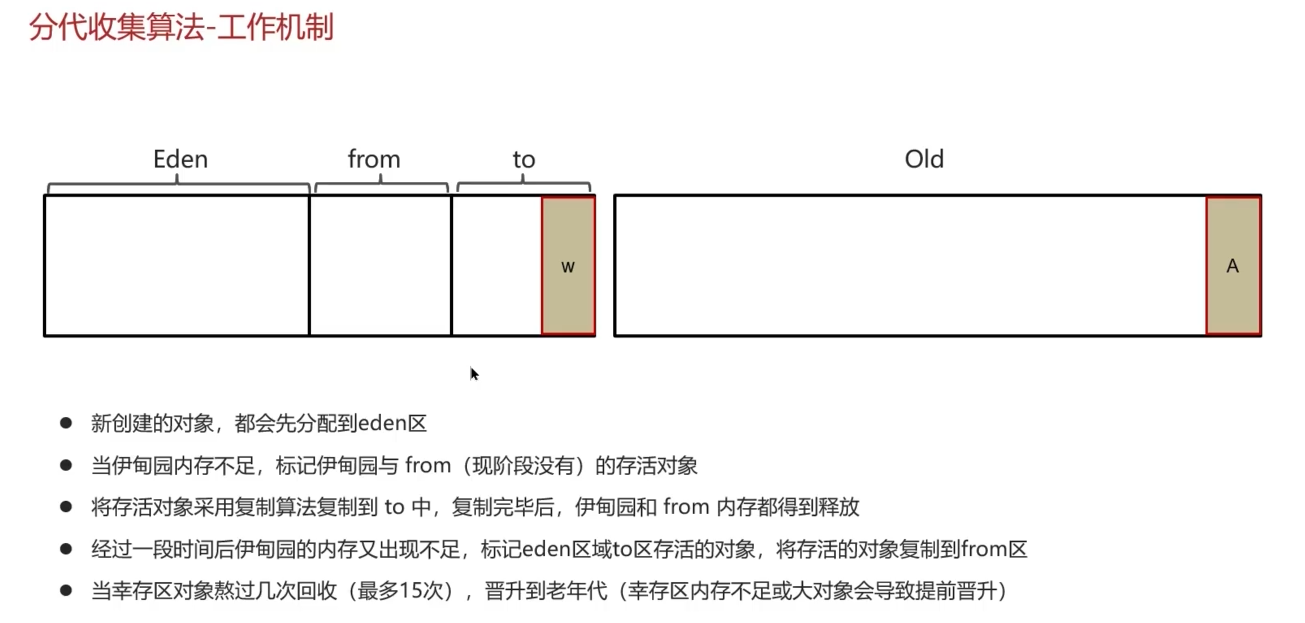 分代收集算法-工作机制
Eden from to Old
w A
● 新创建的对象，都会先分配到eden区
● 当伊甸园内存不足，标记伊甸园与 from（现阶段没有）的存活对象
● 将存活对象采用复制算法复制到 to 中，复制完毕后，伊甸园和 from 内存都得到释放
● 经过一段时间后伊甸园的内存又出现不足，标记eden区域to区存活的对象，将存活的对象复制到from区
● 当幸存区对象熬过几次回收（最多15次），晋升到老年代（幸存区内存不足或大对象会导致提前晋升）